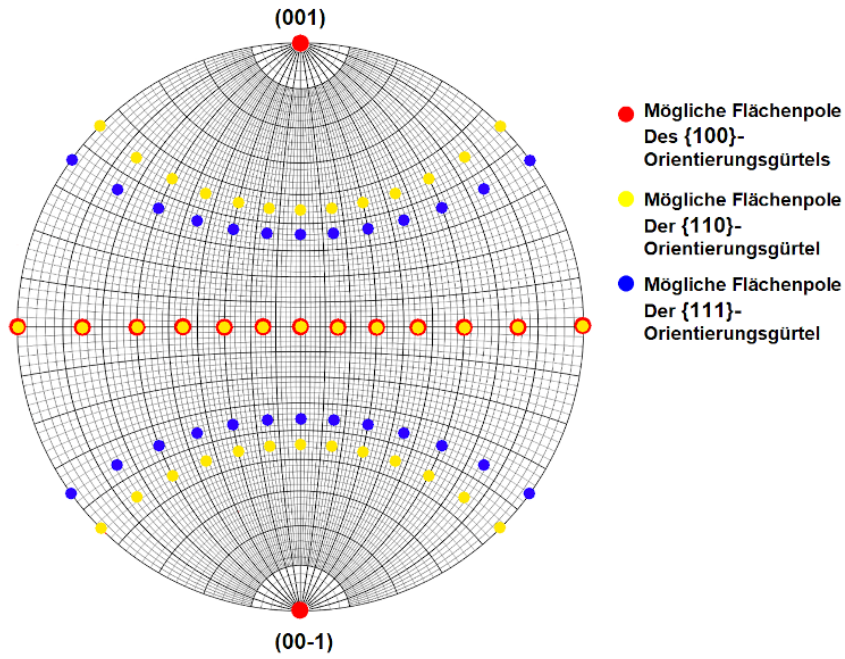 (001)
Mögliche Flächenpole
Des {100}-
Orientierungsgürtels
Mögliche Flächenpole
Der {110}-
Orientierungsgürtel
Mögliche Flächenpole
Der {111}-
Orientierungsgürtel
(00-1)